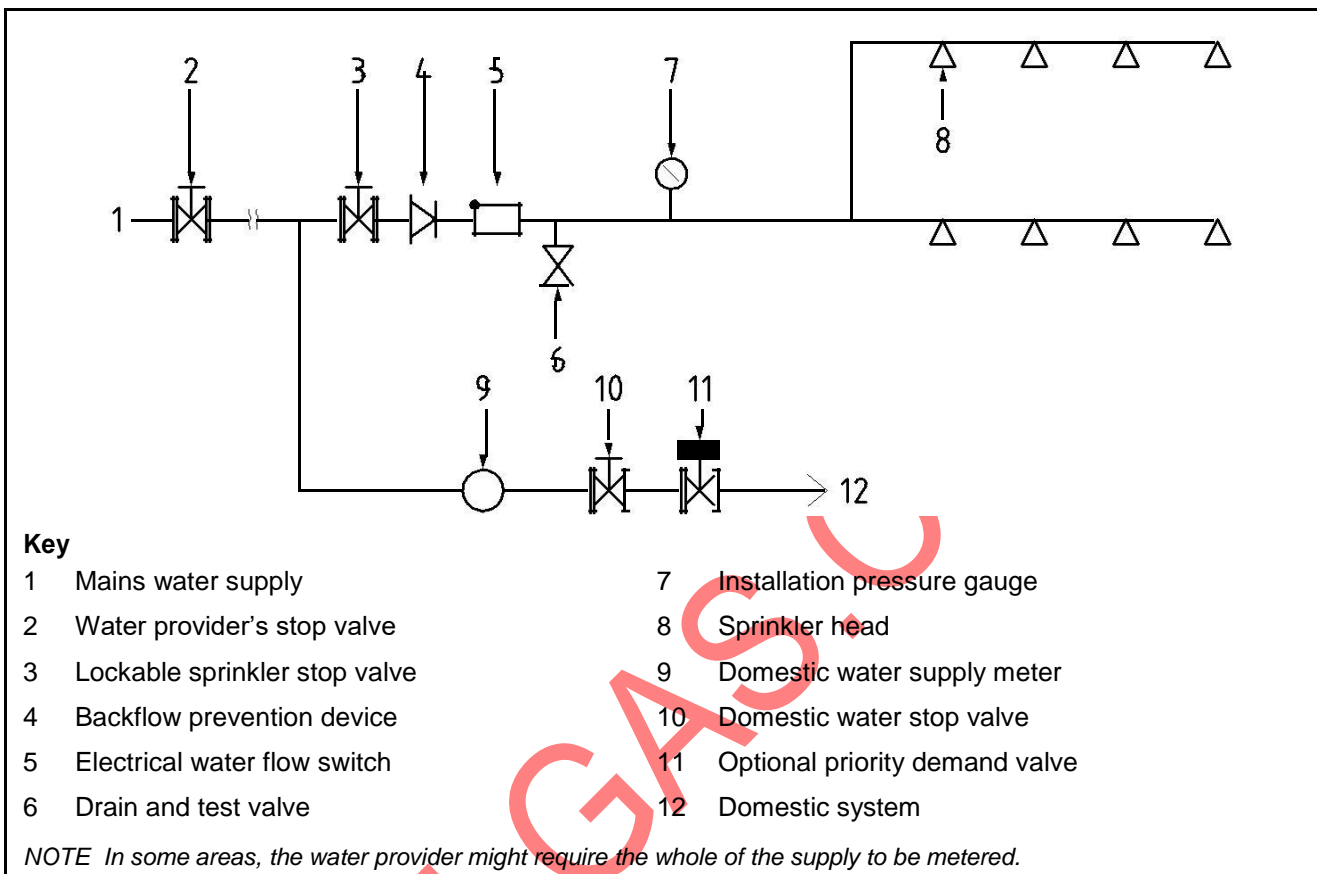 2 3 4 5 7
8
1
6
9 10 11
12
Key
1 Mains water supply
2 Water provider's stop valve
3 Lockable sprinkler stop valve
4 Backflow prevention device
5 Electrical water flow switch
6 Drain and test valve
7 Installation pressure gauge
8 Sprinkler head
9 Domestic water supply meter
10 Domestic water stop valve
11 Optional priority demand valve
12 Domestic system
NOTE In some areas, the water provider might require the whole of the supply to be metered.
GAS.